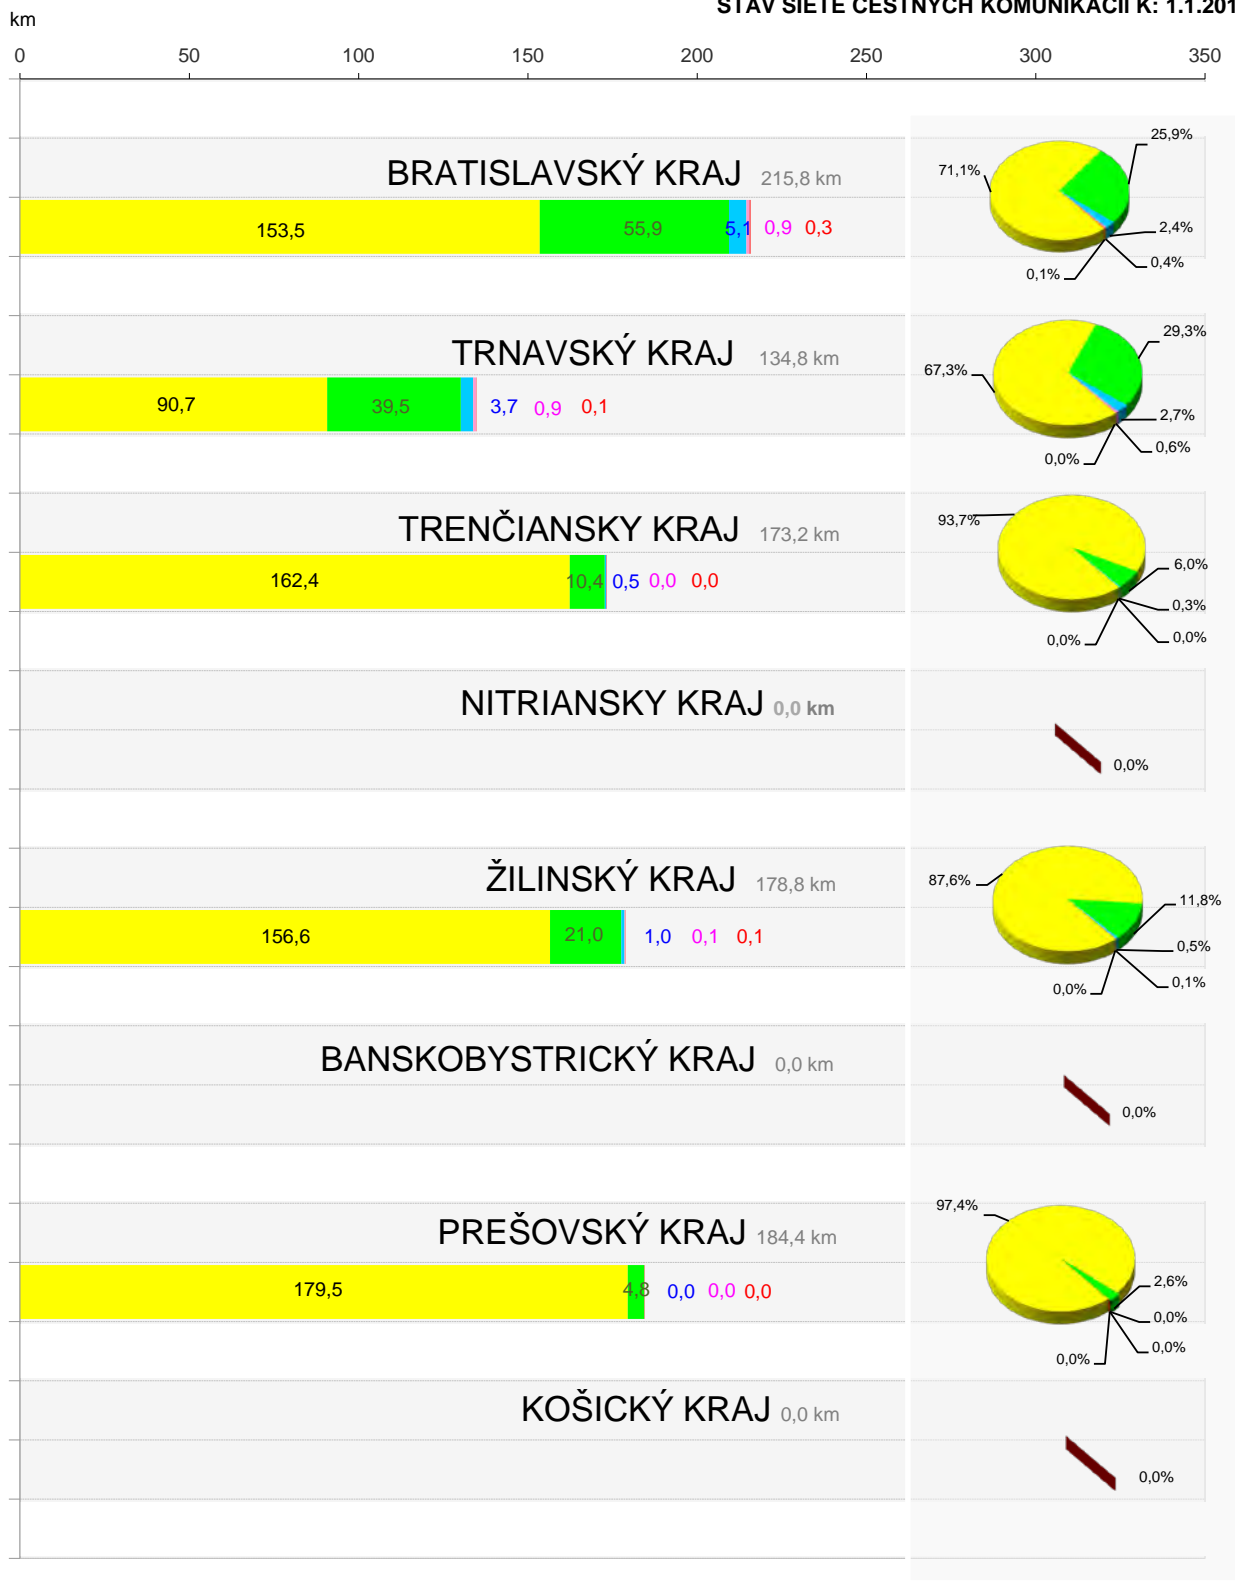 STAV SIETE CESTNÝCH KOMUNIKÁCIÍ K: 1.1.201
km
0 50 100 150 200 250 300 350
BRATISLAVSKÝ KRAJ 215,8 km
153,5 55,9 5,1 0,9 0,3
71,1% 25,9% 2,4% 0,4% 0,1%
TRNAVSKÝ KRAJ 134,8 km
90,7 39,5 3,7 0,9 0,1
67,3% 29,3% 2,7% 0,6% 0,0%
TRENČIANSKY KRAJ 173,2 km
162,4 10,4 0,5 0,0 0,0
93,7% 6,0% 0,3% 0,0% 0,0%
NITRIANSKY KRAJ 0,0 km
0,0%
ŽILINSKÝ KRAJ 178,8 km
156,6 21,0 1,0 0,1 0,1
87,6% 11,8% 0,5% 0,1% 0,0%
BANSKOBYSTRICKÝ KRAJ 0,0 km
0,0%
PREŠOVSKÝ KRAJ 184,4 km
179,5 4,8 0,0 0,0 0,0
97,4% 2,6% 0,0% 0,0% 0,0%
KOŠICKÝ KRAJ 0,0 km
0,0%